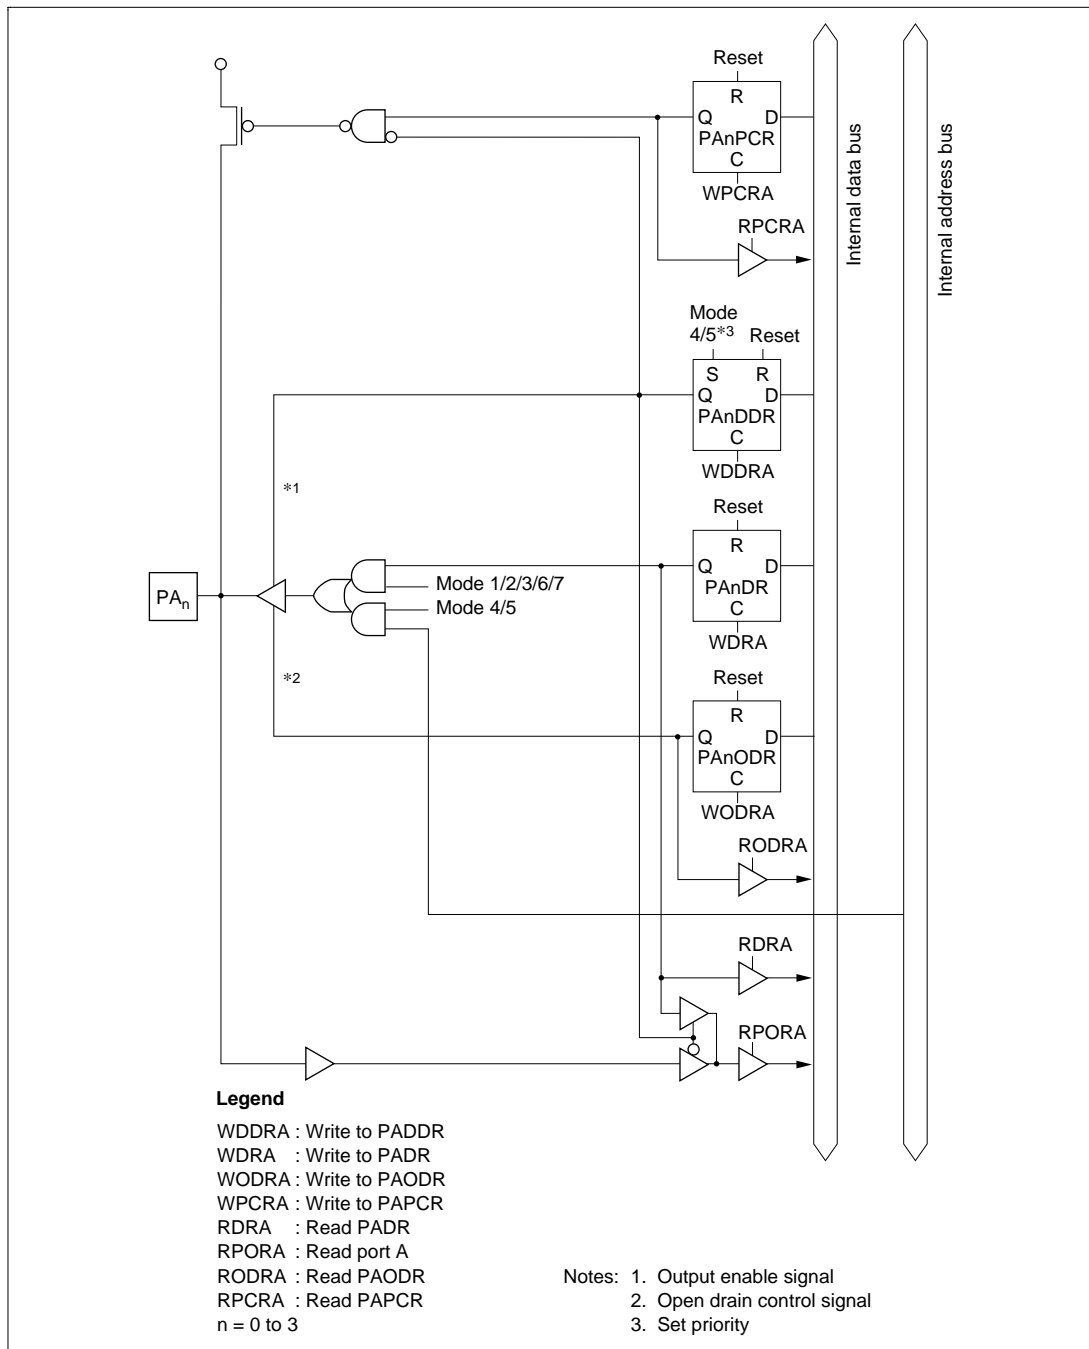 Reset
R
Q D
PAnPCR
C
WPCRA
RPCRA
Internal data bus
Internal address bus
Mode
4/5*3 Reset
S R
Q D
PAnDDR
C
WDDRA
*1
Reset
R
Q D
PAnDR
C
WDRA
Mode 1/2/3/6/7
Mode 4/5
PAn
*2
Reset
R
Q D
PAnODR
C
WODRA
RODRA
RDRA
RPORA
Legend
WDDRA : Write to PADDR
WDRA : Write to PADR
WODRA : Write to PAODR
WPCRA : Write to PAPCR
RDRA : Read PADR
RPORA : Read port A
RODRA : Read PAODR
RPCRA : Read PAPCR
n = 0 to 3
Notes: 1. Output enable signal
2. Open drain control signal
3. Set priority